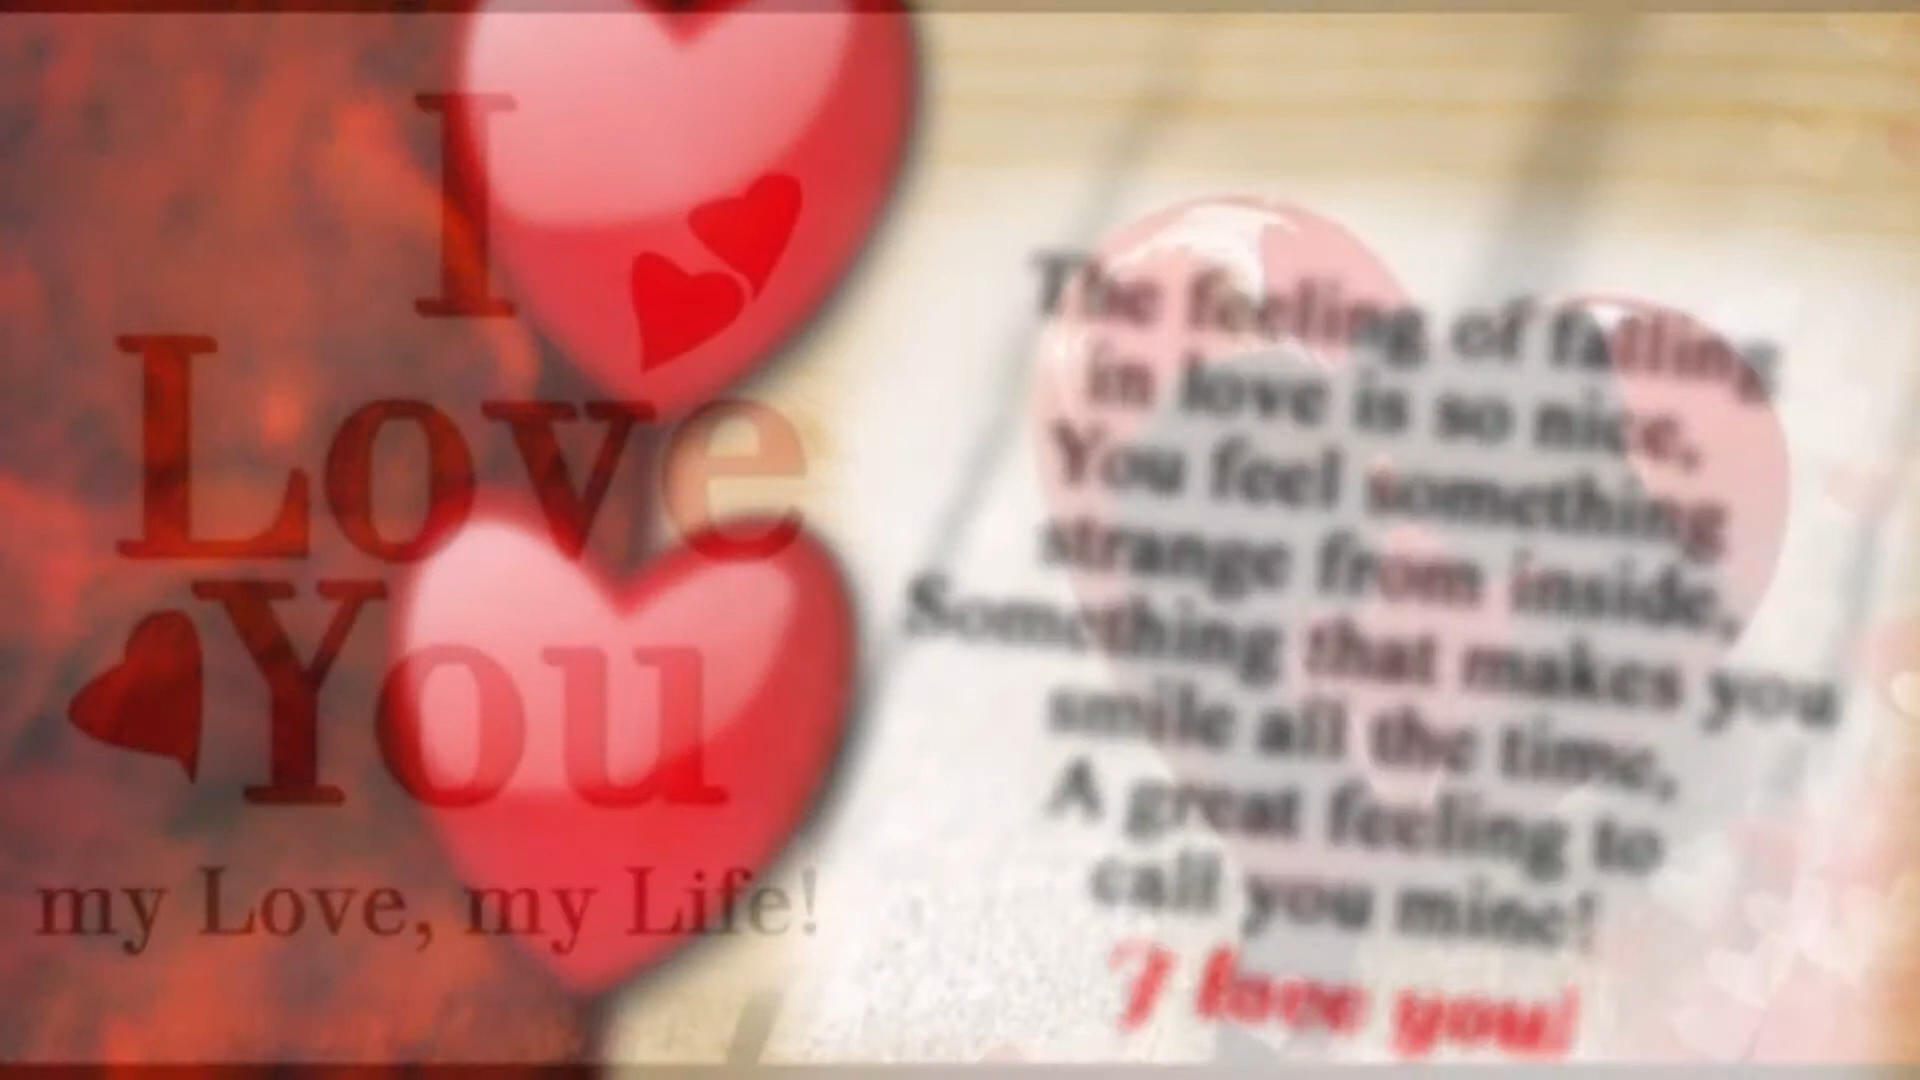 I
Love
You
my Love, my Life!
The feeling of falling
in love is so nice,
You feel something
strange from inside,
Something that makes you
smile all the time,
A great feeling to
call you mine!
I love you!